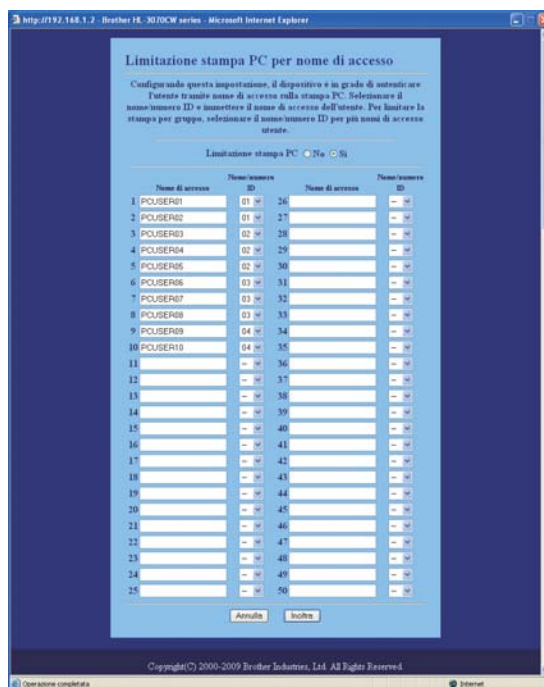 http://192.168.1.2 - Brother HL-3070CW series - Microsoft Internet Explorer
Limitazione stampa PC per nome di accesso
Configurando questa impostazione, il dispositivo è in grado di autenticare
l'utente tramite nome di accesso sulla stampa PC. Selezionare il
nome/numero ID e immettere il nome di accesso dell'utente. Per limitare la
stampa per gruppo, selezionare il nome/numero ID per più nomi di accesso
utente.
Limitazione stampa PC No Sì
Nome di accesso Nome/numero ID Nome di accesso Nome/numero ID
1 PCUSER01 01 26 --
2 PCUSER02 01 27 --
3 PCUSER03 02 28 --
4 PCUSER04 02 29 --
5 PCUSER05 02 30 --
6 PCUSER06 03 31 --
7 PCUSER07 03 32 --
8 PCUSER08 03 33 --
9 PCUSER09 04 34 --
10 PCUSER10 04 35 --
11 -- 36 --
12 -- 37 --
13 -- 38 --
14 -- 39 --
15 -- 40 --
16 -- 41 --
17 -- 42 --
18 -- 43 --
19 -- 44 --
20 -- 45 --
21 -- 46 --
22 -- 47 --
23 -- 48 --
24 -- 49 --
25 -- 50 --
Annulla Inoltra
Copyright(C) 2000-2009 Brother Industries, Ltd. All Rights Reserved.
Operazione completata Internet